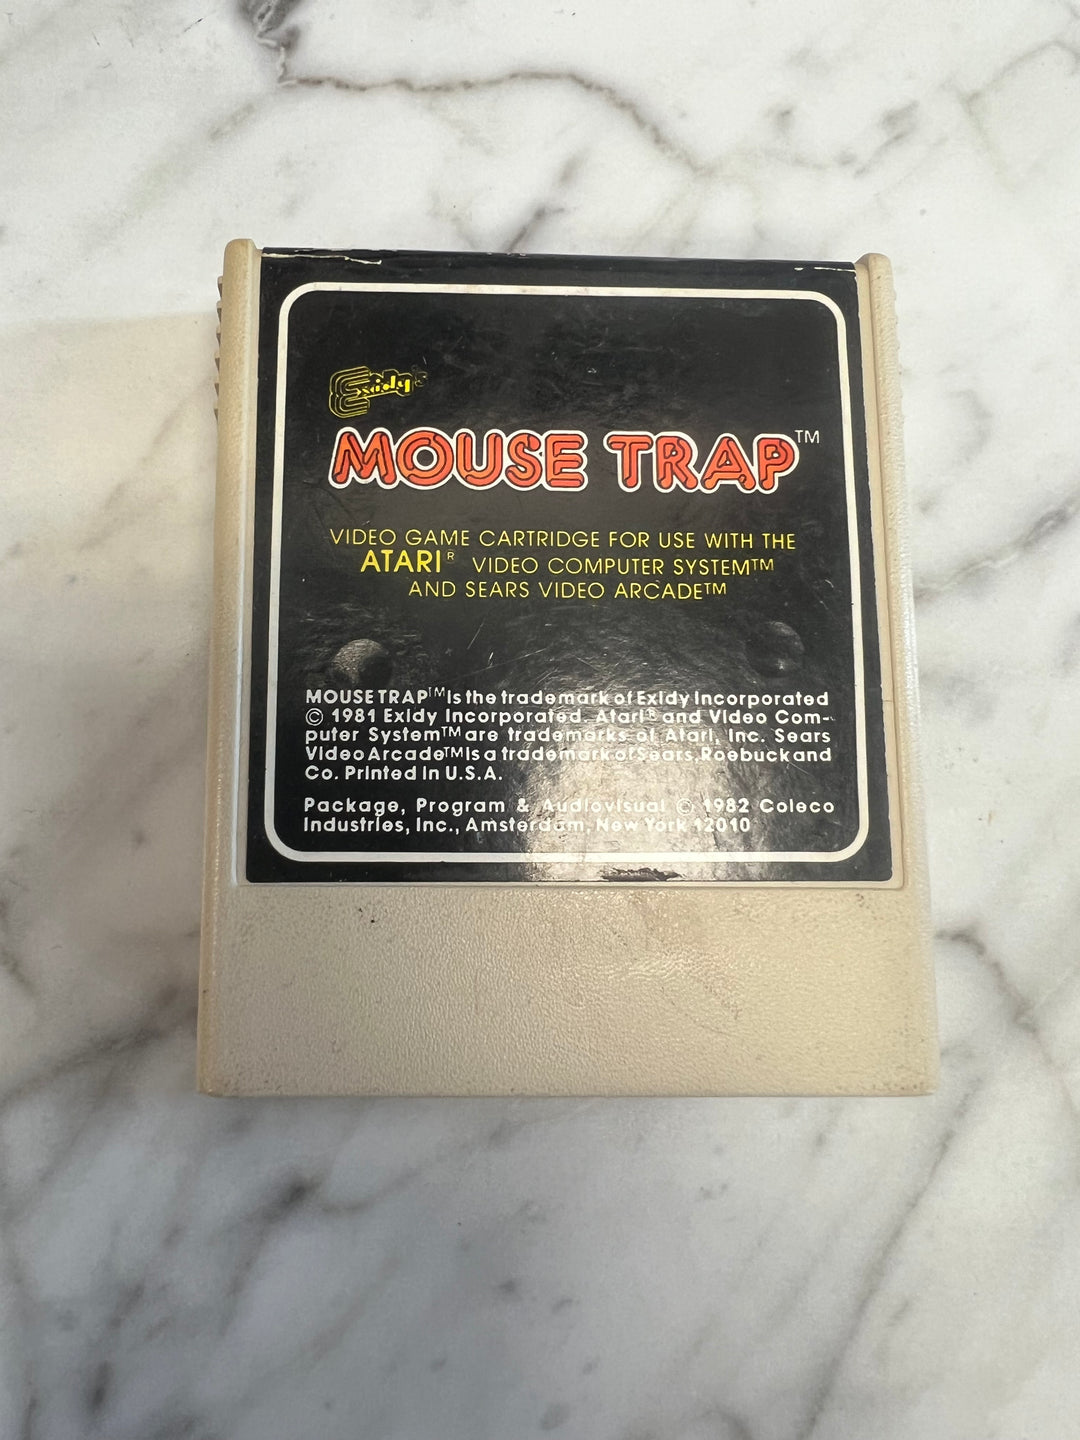 Exidy's
MOUSE TRAP™
VIDEO GAME CARTRIDGE FOR USE WITH THE
ATARI® VIDEO COMPUTER SYSTEM™
AND SEARS VIDEO ARCADE™
MOUSE TRAP™ is the trademark of Exidy Incorporated
© 1981 Exidy Incorporated. Atari® and Video Com-
puter System™ are trademarks of Atari, Inc. Sears
Video Arcade™ is a trademark of Sears, Roebuck and
Co. Printed in U.S.A.
Package, Program & Audiovisual © 1982 Coleco
Industries, Inc., Amsterdam, New York 12010